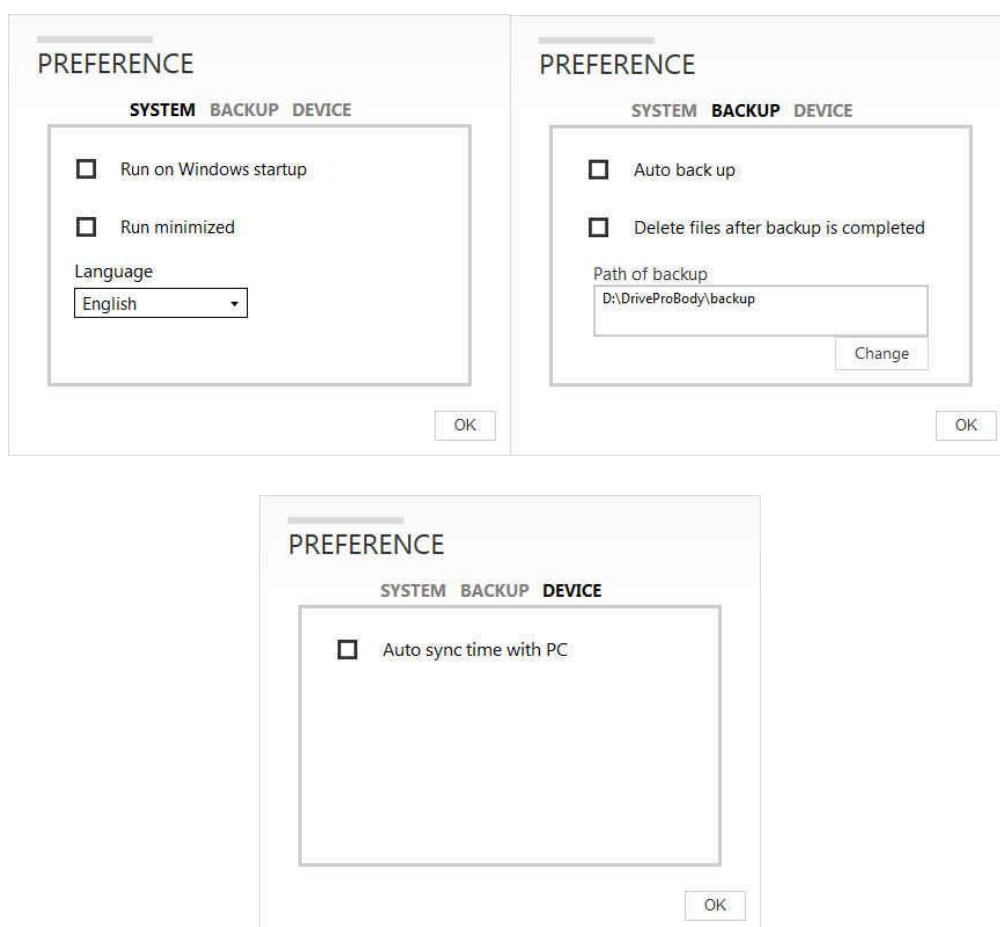 PREFERENCE
SYSTEM BACKUP DEVICE
Run on Windows startup
Run minimized
Language
English
OK
PREFERENCE
SYSTEM BACKUP DEVICE
Auto back up
Delete files after backup is completed
Path of backup
D:\DriveProBody\backup
Change
OK
PREFERENCE
SYSTEM BACKUP DEVICE
Auto sync time with PC
OK